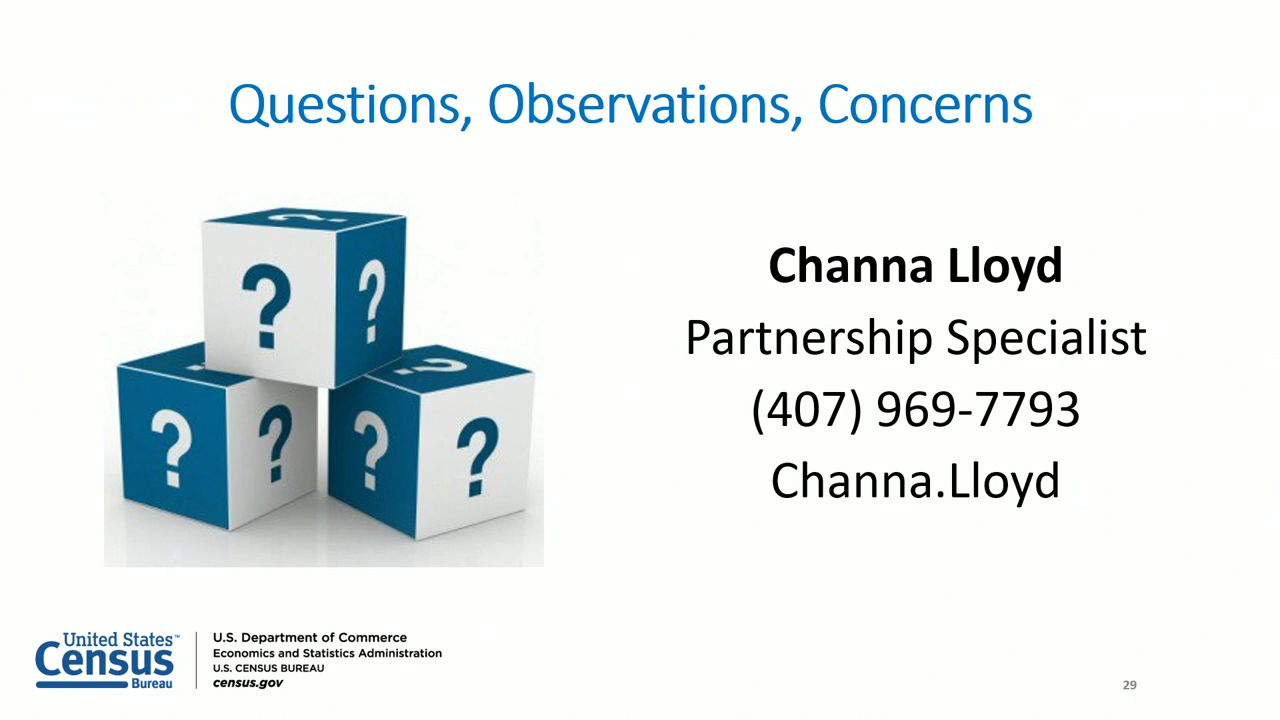 Questions, Observations, Concerns
?
?
?
?
?
?
?
?
Channa Lloyd
Partnership Specialist
(407) 969-7793
Channa.Lloyd
United States™
Census
Bureau
U.S. Department of Commerce
Economics and Statistics Administration
U.S. CENSUS BUREAU
census.gov
29